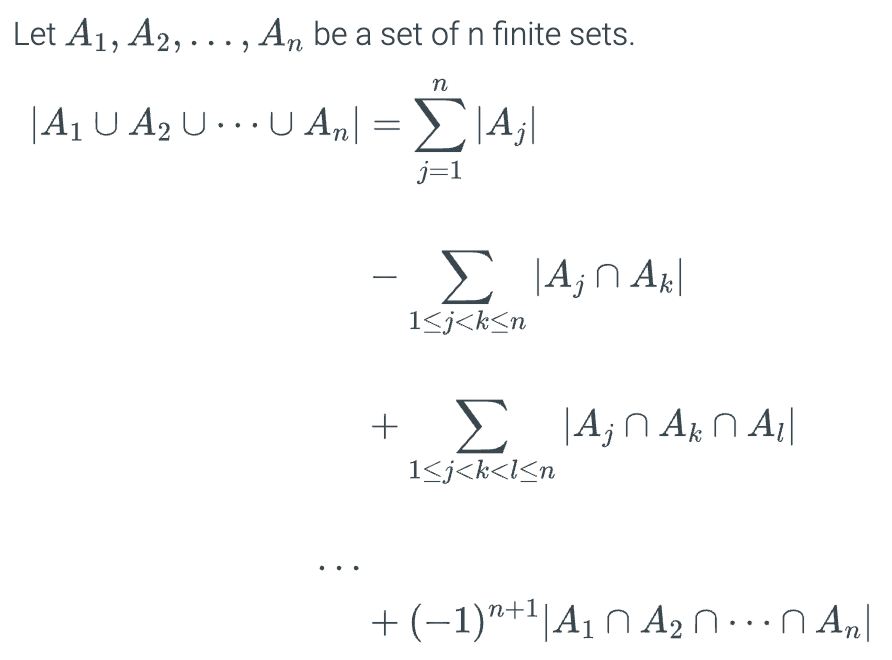 Let A₁, A₂, . . . , Aₙ be a set of n finite sets.
|A₁ ∪ A₂ ∪ ⋯ ∪ Aₙ| = ∑_{j=1}^{n} |Aⱼ|
− ∑_{1≤j<k≤n} |Aⱼ ∩ Aₖ|
+ ∑_{1≤j<k<l≤n} |Aⱼ ∩ Aₖ ∩ Aₗ|
. . .
+ (−1)ⁿ⁺¹|A₁ ∩ A₂ ∩ ⋯ ∩ Aₙ|